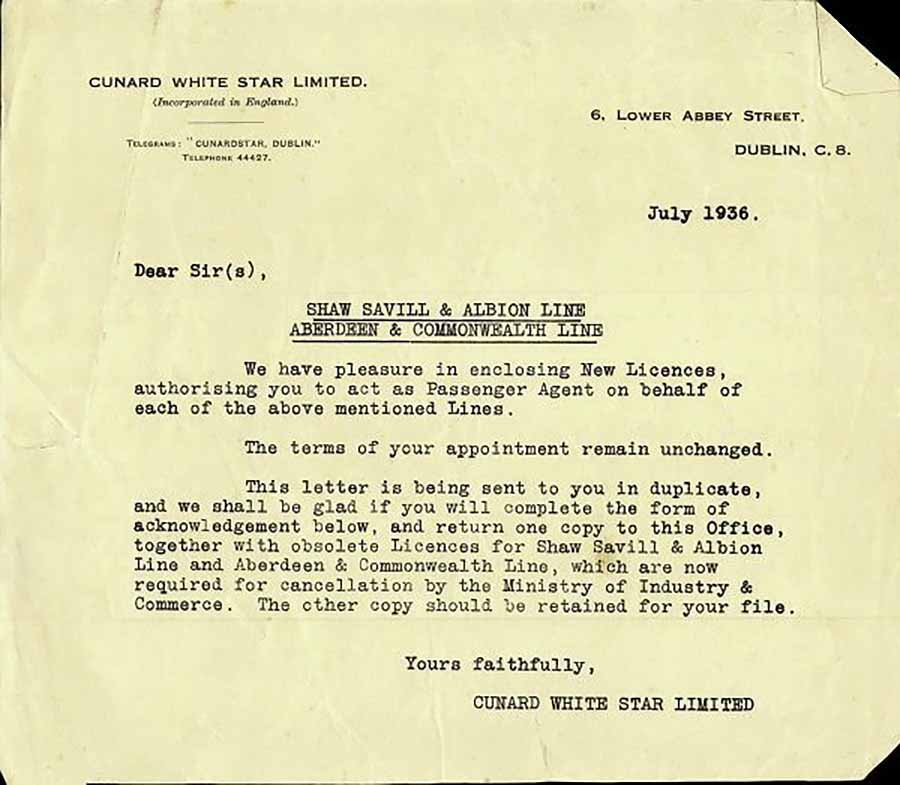 CUNARD WHITE STAR LIMITED.
(Incorporated in England.)
TELEGRAMS: "CUNARDSTAR, DUBLIN."
TELEPHONE 44427.
6, LOWER ABBEY STREET,
DUBLIN, C. 8.
July 1936.
Dear Sir(s),
SHAW SAVILL & ALBION LINE
ABERDEEN & COMMONWEALTH LINE
We have pleasure in enclosing New Licences,
authorising you to act as Passenger Agent on behalf of
each of the above mentioned Lines.
The terms of your appointment remain unchanged.
This letter is being sent to you in duplicate,
and we shall be glad if you will complete the form of
acknowledgement below, and return one copy to this Office,
together with obsolete Licences for Shaw Savill & Albion
Line and Aberdeen & Commonwealth Line, which are now
required for cancellation by the Ministry of Industry &
Commerce. The cther copy should be retained for your file.
Yours faithfully,
CUNARD WHITE STAR LIMITED